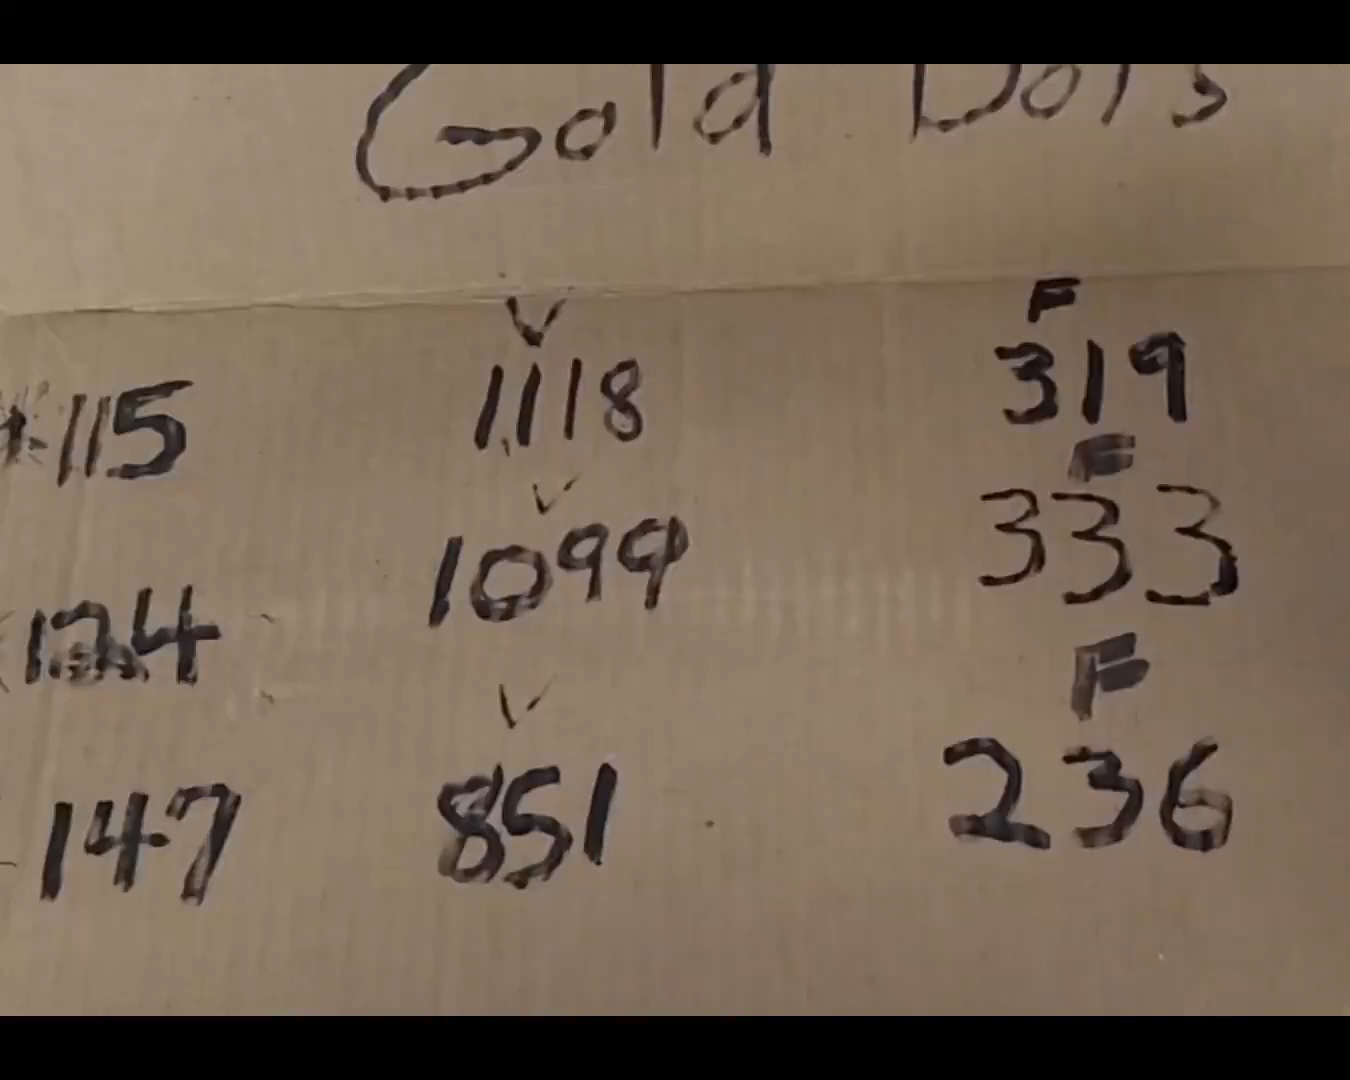 Gold Dots
V F
115 1118 319
V F
124 1099 333
V F
147 851 236